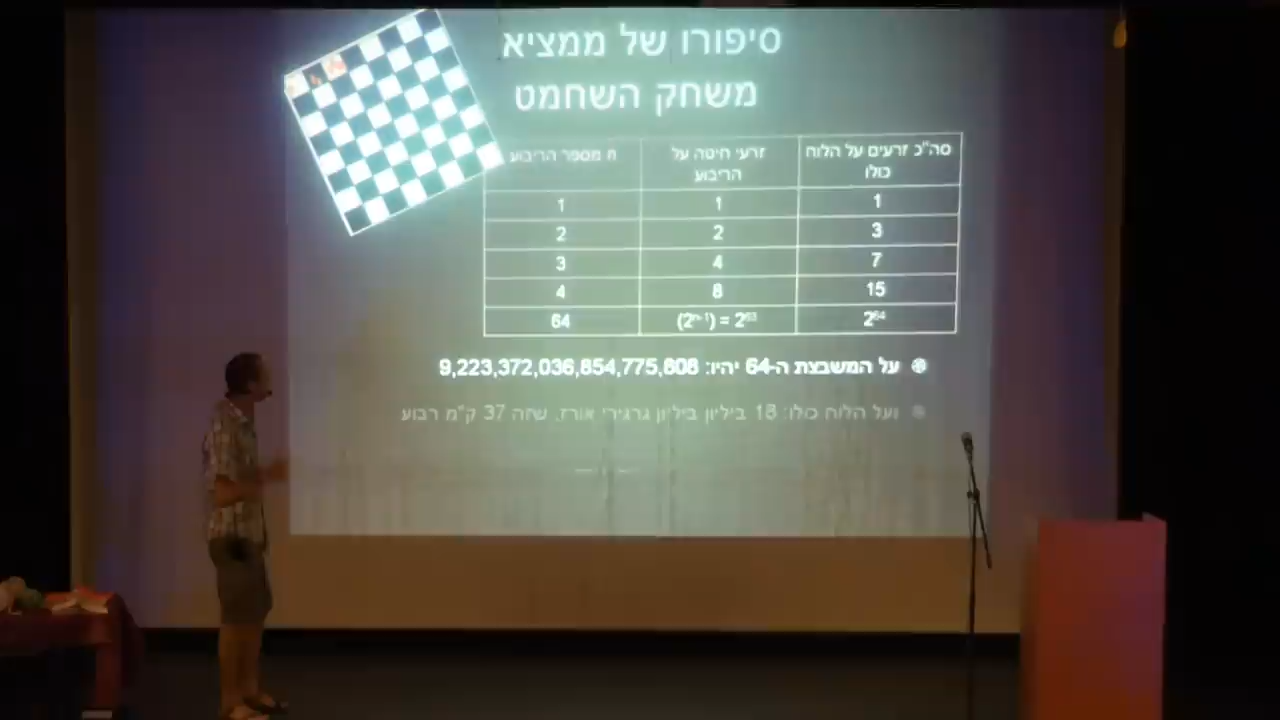 סיפורו של ממציא
משחק השחמט
n מספר הריבוע זרעי חיטה על הריבוע סה"כ זרעים על הלוח כולו
1 1 1
2 2 3
3 4 7
4 8 15
64 (2ⁿ⁻¹) = 2⁶³ 2⁶⁴
על המשבצת ה-64 יהיו: 9,223,372,036,854,775,808
ועל הלוח כולו: 18 ביליון ביליון גרגירי אורז, שזה 37 ק"מ רבוע